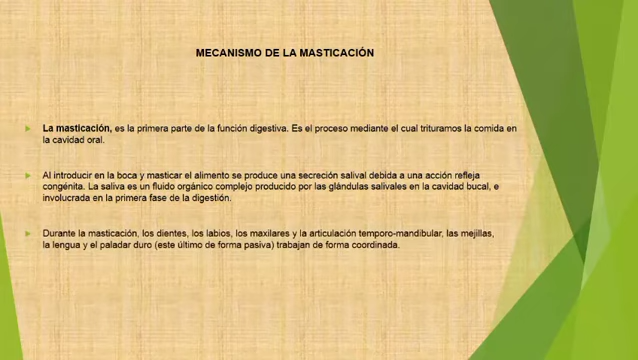 MECANISMO DE LA MASTICACIÓN
La masticación, es la primera parte de la función digestiva. Es el proceso mediante el cual trituramos la comida en
la cavidad oral.
Al introducir en la boca y masticar el alimento se produce una secreción salival debida a una acción refleja
congénita. La saliva es un fluido orgánico complejo producido por las glándulas salivales en la cavidad bucal, e
involucrada en la primera fase de la digestión.
Durante la masticación, los dientes, los labios, los maxilares y la articulación temporo-mandibular, las mejillas,
la lengua y el paladar duro (este último de forma pasiva) trabajan de forma coordinada.